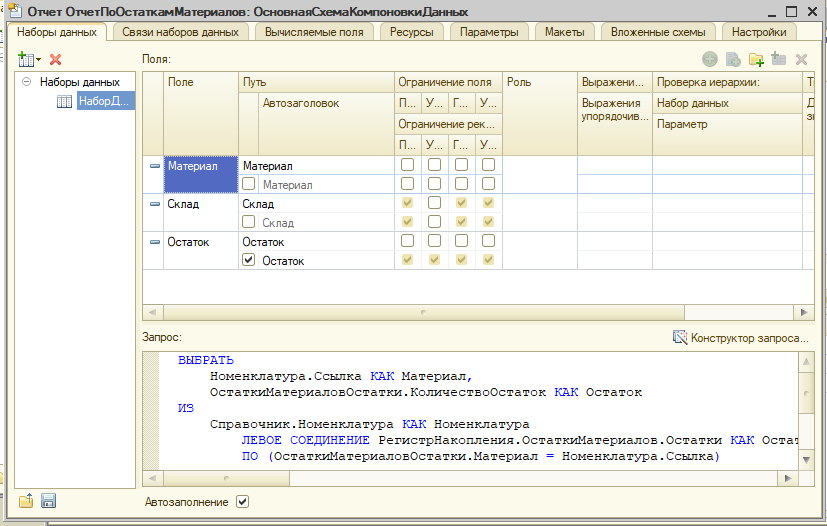 Отчет ОтчетПоОстаткамМатериалов: ОсновнаяСхемаКомпоновкиДанных
Наборы данных
Связи наборов данных
Вычисляемые поля
Ресурсы
Параметры
Макеты
Вложенные схемы
Настройки
Поля:
Наборы данных
НаборД...
Поле
Путь
Ограничение поля
Роль
Выражени...
Проверка иерархии:
Автозаголовок
П...
У...
Г...
У...
Выражения упорядочив...
Набор данных
Ограничение рек...
Параметр
П...
У...
Г...
У...
Материал
Материал
Материал
Склад
Склад
Склад
Остаток
Остаток
Остаток
Запрос:
Конструктор запроса...
ВЫБРАТЬ
Номенклатура.Ссылка КАК Материал,
ОстаткиМатериаловОстатки.КоличествоОстаток КАК Остаток
ИЗ
Справочник.Номенклатура КАК Номенклатура
ЛЕВОЕ СОЕДИНЕНИЕ РегистрНакопления.ОстаткиМатериалов.Остатки КАК Остат
ПО (ОстаткиМатериаловОстатки.Материал = Номенклатура.Ссылка)
Автозаполнение